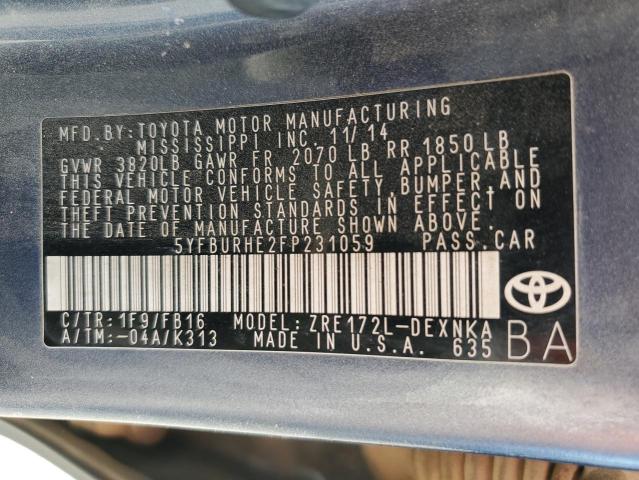 MFD.BY:TOYOTA MOTOR MANUFACTURING
MISSISSIPPI INC. 11/14
GVWR 3820LB GAWR FR 2070 LB RR 1850 LB
THIS VEHICLE CONFORMS TO ALL APPLICABLE
FEDERAL MOTOR VEHICLE SAFETY, BUMPER,AND
THEFT PREVENTION STANDARDS IN EFFECT ON
THE DATE OF MANUFACTURE SHOWN ABOVE.
5YFBURHE2FP231059 PASS.CAR
C/TR:1F9/FB16 MODEL:ZRE172L-DEXNKA
A/TM:-04A/K313 MADE IN U.S.A. 635
BA